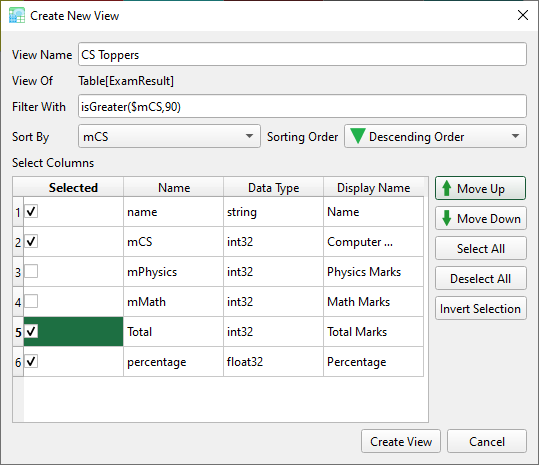 Create New View
View Name CS Toppers
View Of Table[ExamResult]
Filter With isGreater($mCS,90)
Sort By mCS Sorting Order Descending Order
Select Columns
Selected Name Data Type Display Name
1 name string Name
2 mCS int32 Computer ...
3 mPhysics int32 Physics Marks
4 mMath int32 Math Marks
5 Total int32 Total Marks
6 percentage float32 Percentage
Move Up
Move Down
Select All
Deselect All
Invert Selection
Create View Cancel